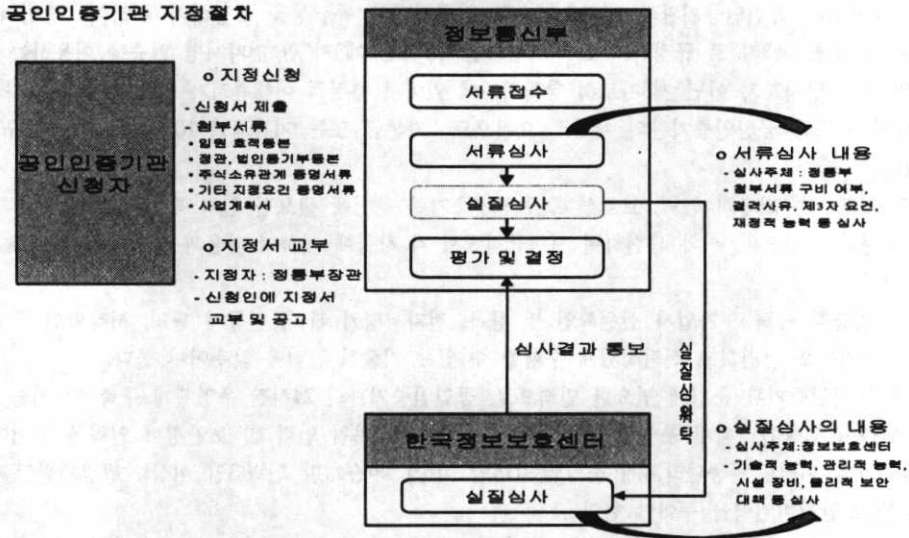 공인인증기관 지정절차
공인인증기관
신청자
o 지정신청
- 신청서 제출
- 첨부서류
• 임원 호적등본
• 정관, 법인등기부등본
• 주식소유관계 증명서류
• 기타 지정요건 증명서류
• 사업계획서
o 지정서 교부
- 지정자 : 정통부장관
- 신청인에 지정서
교부 및 공고
정보통신부
서류접수
서류심사
실질심사
평가 및 결정
심사결과 통보
o 서류심사 내용
- 심사주체 : 정통부
- 첨부서류 구비 여부,
결격사유, 제3자 요건,
재정적 능력 등 심사
한국정보보호센터
실질심사
o 실질심사의 내용
- 심사주체:정보보호센터
- 기술적 능력, 관리적 능력,
시설 장비, 물리적 보안
대책 등 심사